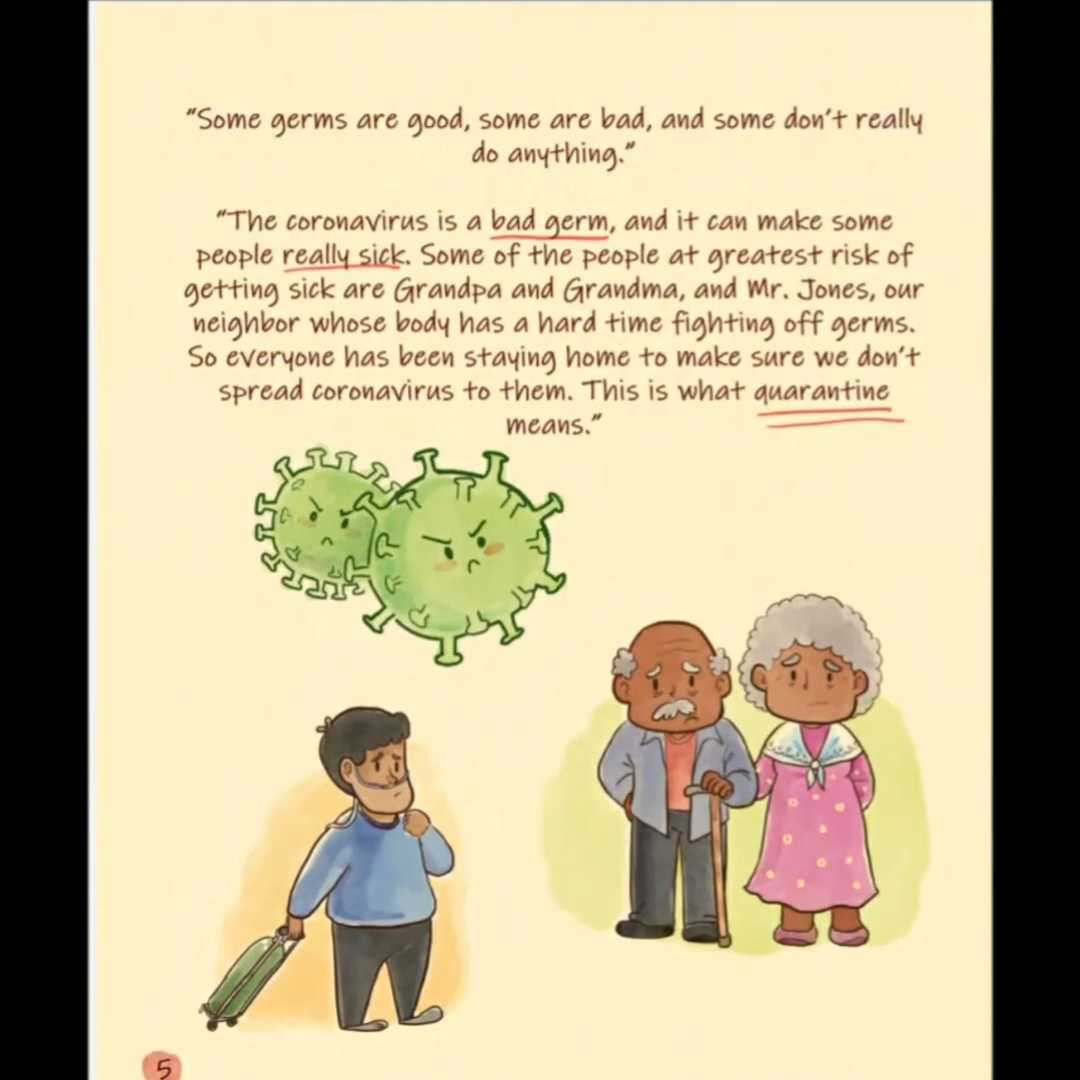 “Some germs are good, some are bad, and some don’t really
do anything.”
“The coronavirus is a bad germ, and it can make some
people really sick. Some of the people at greatest risk of
getting sick are Grandpa and Grandma, and Mr. Jones, our
neighbor whose body has a hard time fighting off germs.
So everyone has been staying home to make sure we don’t
spread coronavirus to them. This is what quarantine
means.”
5